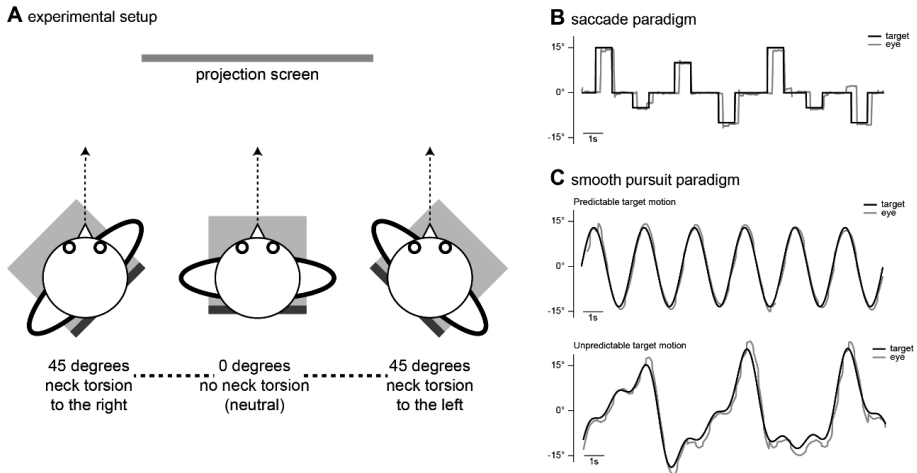 A experimental setup
projection screen
45 degrees
neck torsion
to the right
0 degrees
no neck torsion
(neutral)
45 degrees
neck torsion
to the left
B saccade paradigm
target
eye
15°
0°
-15°
1s
C smooth pursuit paradigm
Predictable target motion
target
eye
15°
0°
-15°
1s
Unpredictable target motion
target
eye
15°
0°
-15°
1s